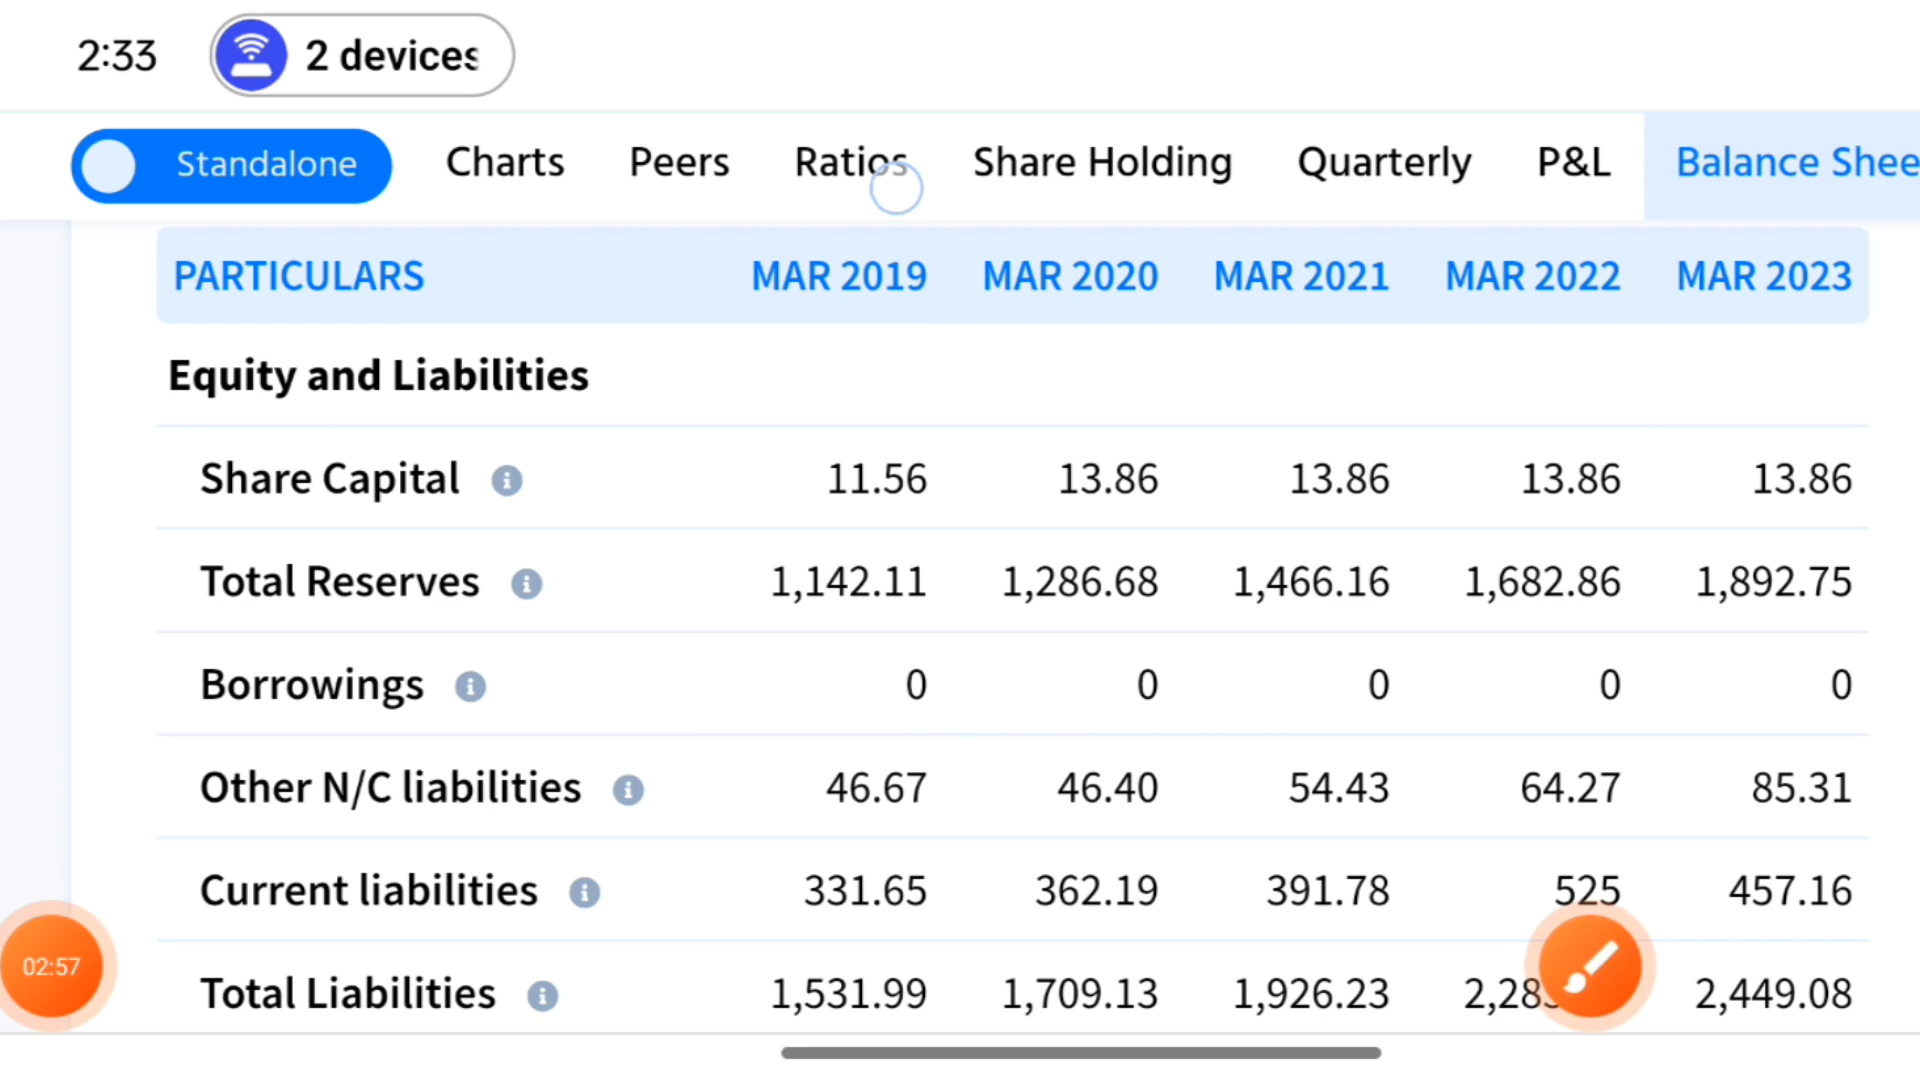 2:33 2 devices
Standalone Charts Peers Ratios Share Holding Quarterly P&L Balance Shee
PARTICULARS MAR 2019 MAR 2020 MAR 2021 MAR 2022 MAR 2023
Equity and Liabilities
Share Capital 11.56 13.86 13.86 13.86 13.86
Total Reserves 1,142.11 1,286.68 1,466.16 1,682.86 1,892.75
Borrowings 0 0 0 0 0
Other N/C liabilities 46.67 46.40 54.43 64.27 85.31
Current liabilities 331.65 362.19 391.78 525 457.16
02:57
Total Liabilities 1,531.99 1,709.13 1,926.23 2,449.08